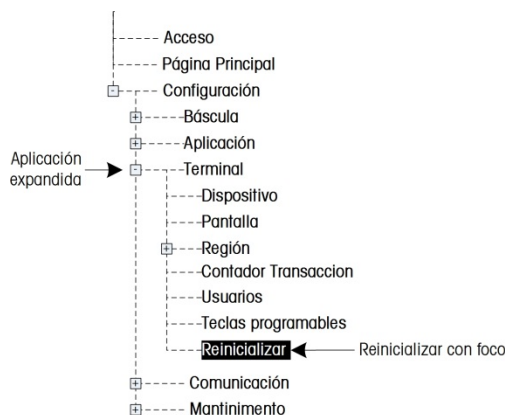 Acceso
Página Principal
Configuración
Báscula
Aplicación
Aplicación
expandida
Terminal
Dispositivo
Pantalla
Región
Contador Transaccion
Usuarios
Teclas programables
Reinicializar
Reinicializar con foco
Comunicación
Mantinimento